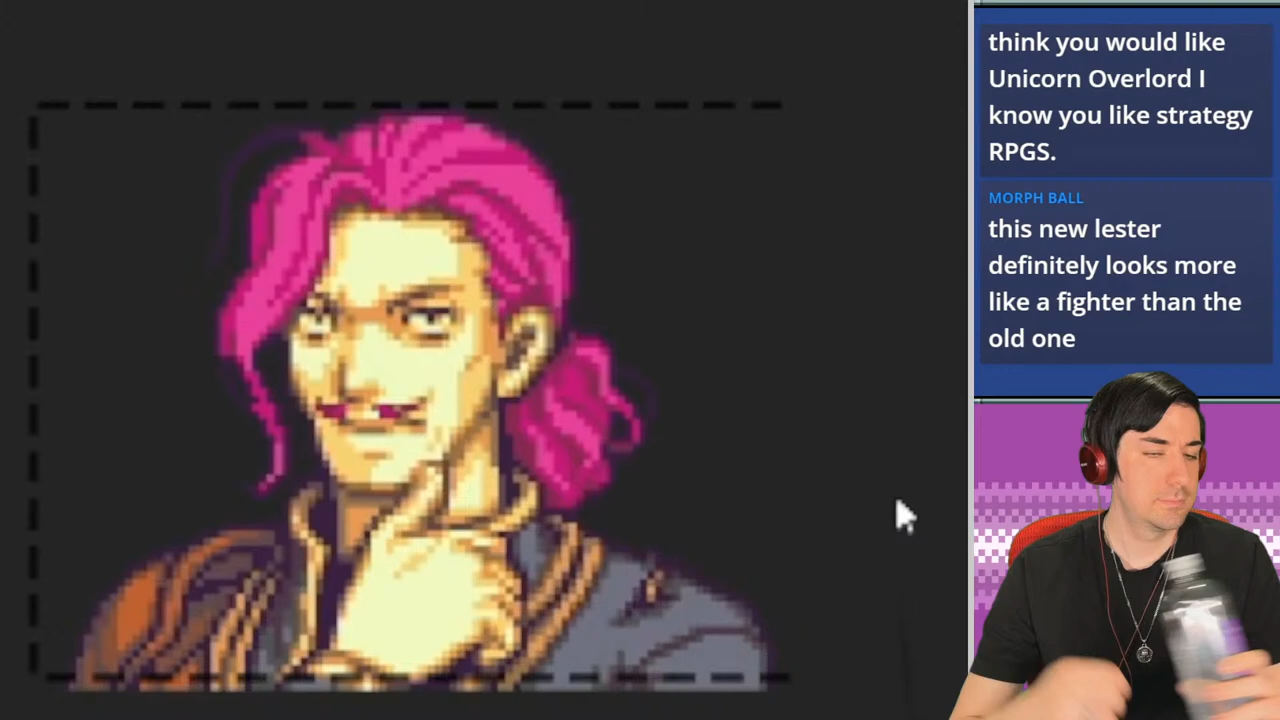 think you would like
Unicorn Overlord I
know you like strategy
RPGS.
MORPH BALL
this new lester
definitely looks more
like a fighter than the
old one